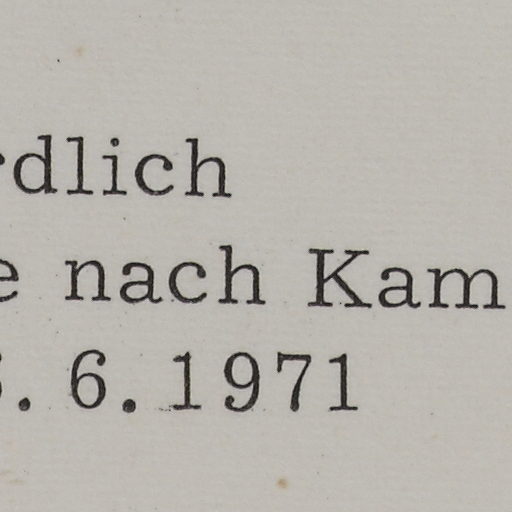 rdlich
e nach Kam
6.1971